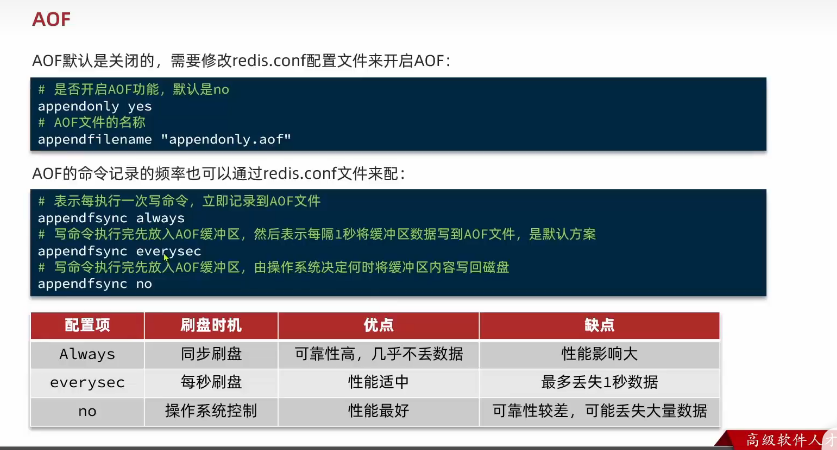 AOF
AOF默认是关闭的，需要修改redis.conf配置文件来开启AOF：
# 是否开启AOF功能，默认是no
appendonly yes
# AOF文件的名称
appendfilename "appendonly.aof"
AOF的命令记录的频率也可以通过redis.conf文件来配：
# 表示每执行一次写命令，立即记录到AOF文件
appendfsync always
# 写命令执行完先放入AOF缓冲区，然后表示每隔1秒将缓冲区数据写到AOF文件，是默认方案
appendfsync everysec
# 写命令执行完先放入AOF缓冲区，由操作系统决定何时将缓冲区内容写回磁盘
appendfsync no
配置项 刷盘时机 优点 缺点
Always 同步刷盘 可靠性高，几乎不丢数据 性能影响大
everysec 每秒刷盘 性能适中 最多丢失1秒数据
no 操作系统控制 性能最好 可靠性较差，可能丢失大量数据
高级软件人才